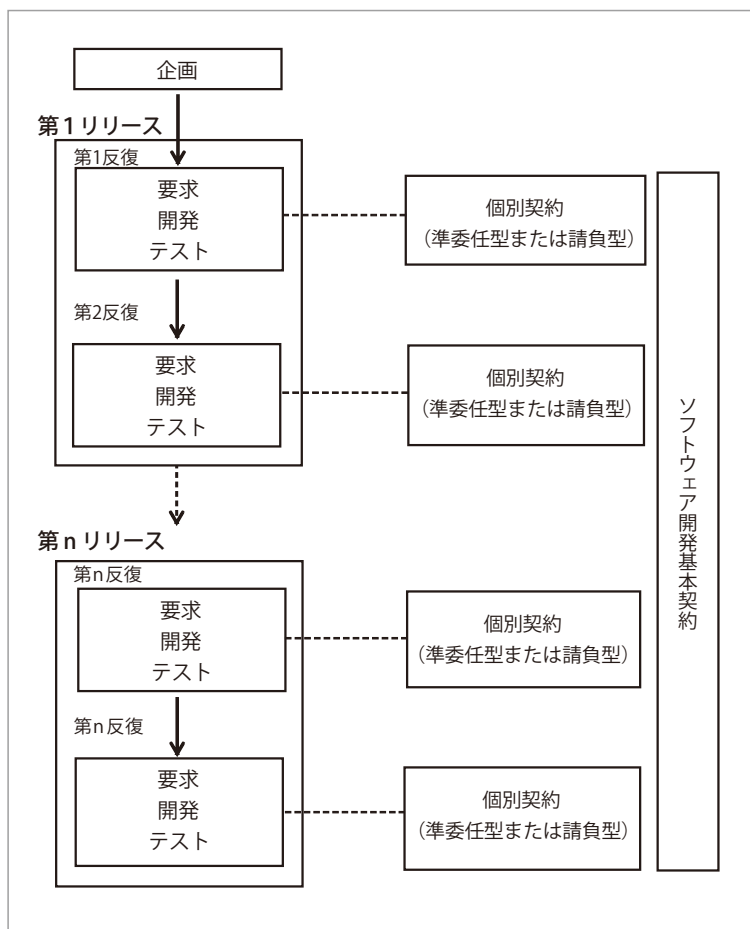 企画
第1リリース
第1反復
要求
開発
テスト
個別契約
（準委任型または請負型）
第2反復
要求
開発
テスト
個別契約
（準委任型または請負型）
ソフトウェア開発基本契約
第nリリース
第n反復
要求
開発
テスト
個別契約
（準委任型または請負型）
第n反復
要求
開発
テスト
個別契約
（準委任型または請負型）